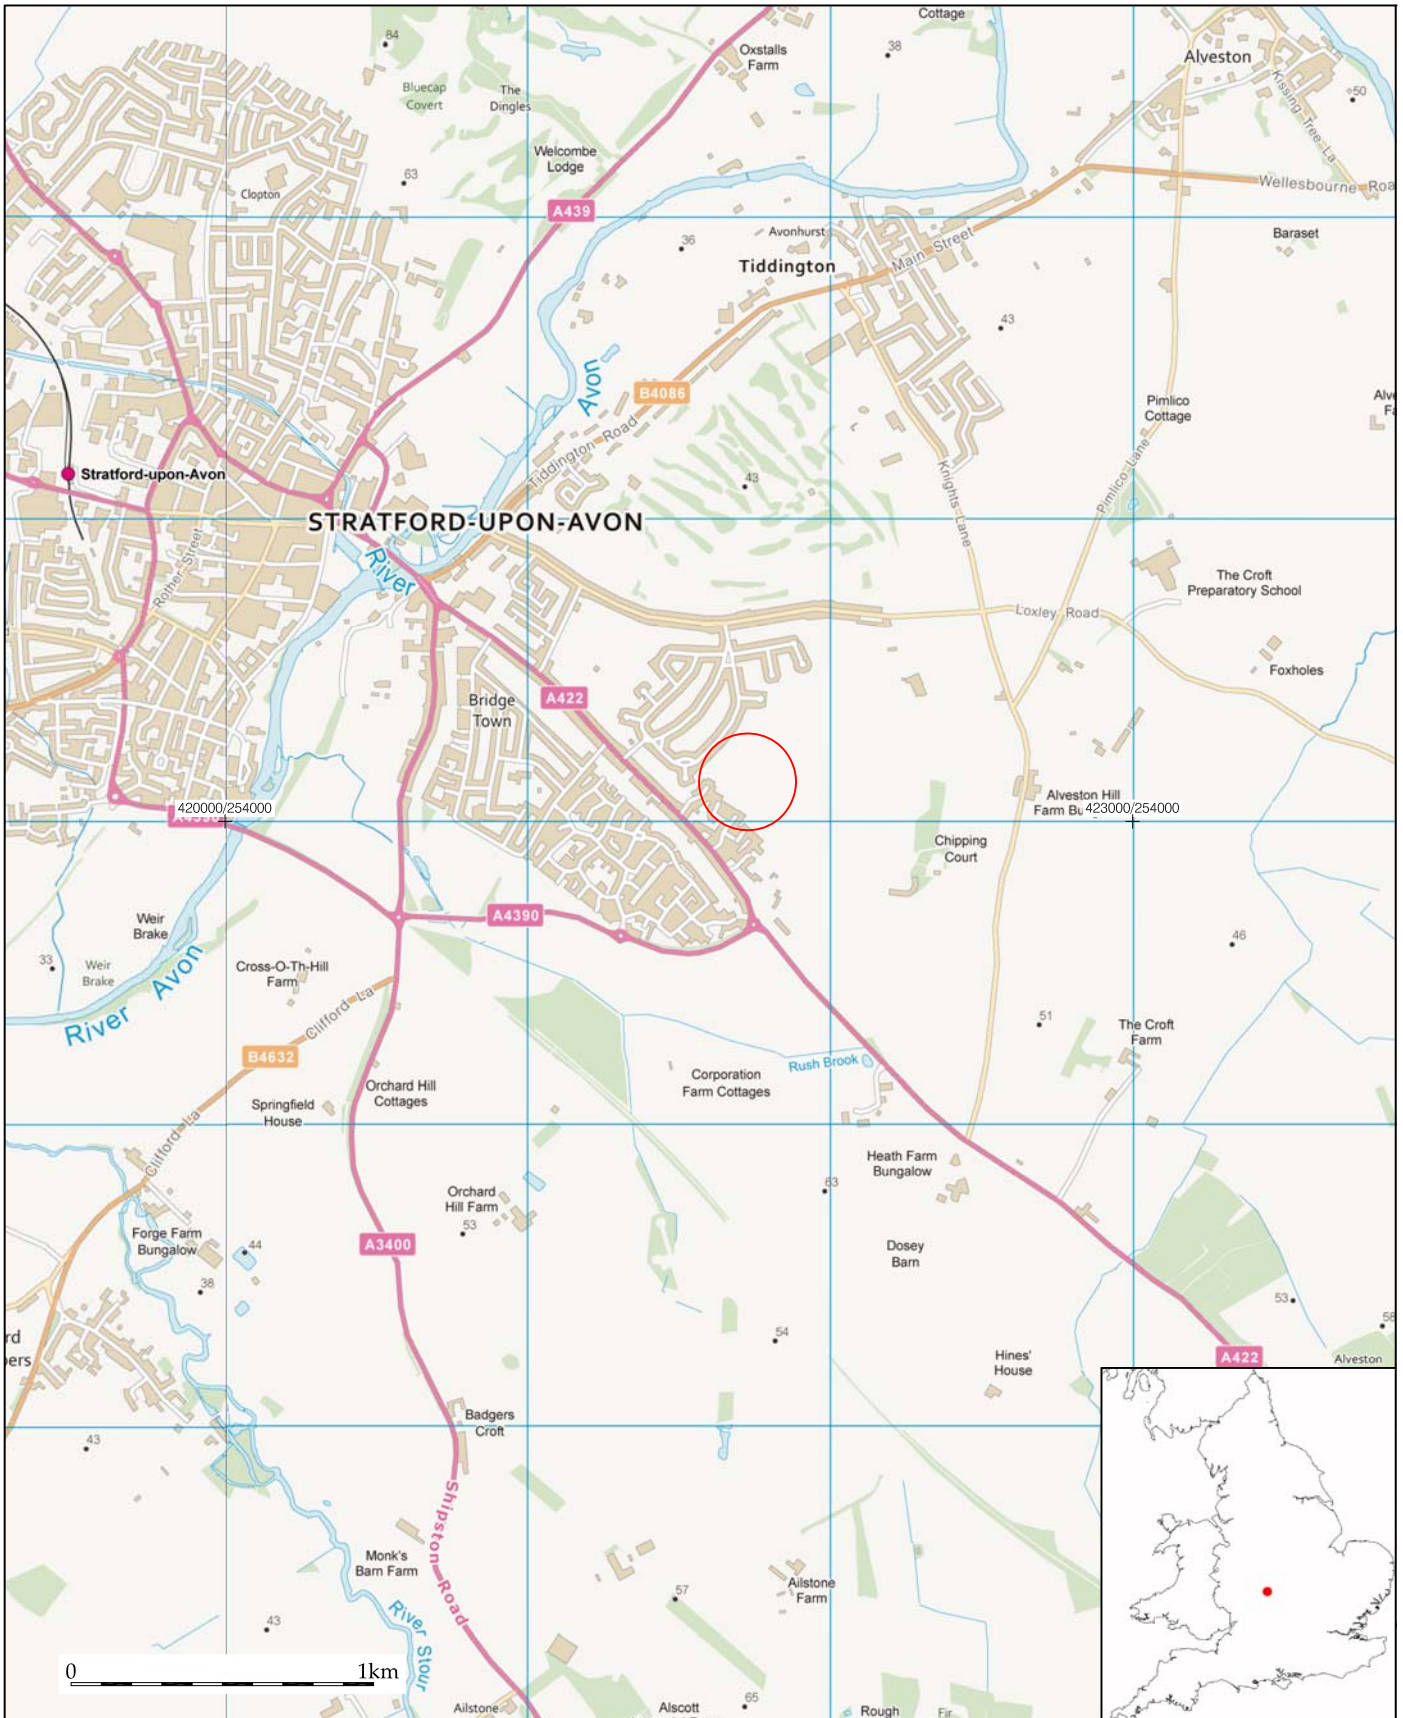 Cottage
84
38
Oxstalls
Farm
Alveston
Kissing Tree La
50
Bluecap
Covert
The
Dingles
Welcombe
Lodge
63
Clopton
Wellesbourne Roa
A439
36
Avonhurst
Main Street
Baraset
Tiddington
43
Avon
B4086
Pimlico
Cottage
Tiddington Road
Stratford-upon-Avon
43
Knights Lane
Pimlico Lane
STRATFORD-UPON-AVON
River
Rother Street
The Croft
Preparatory School
Loxley Road
Foxholes
Bridge
Town
A422
420000/254000
A4390
Alveston Hill
Farm Bu
423000/254000
Chipping
Court
A4390
Weir
Brake
46
33
Weir
Brake
River Avon
Cross-O-Th-Hill
Farm
Clifford La
51
The Croft
Farm
B4632
Rush Brook
Corporation
Farm Cottages
Orchard Hill
Cottages
Springfield
House
Clifford La
Heath Farm
Bungalow
63
Orchard
Hill Farm
53
Forge Farm
Bungalow
44
A3400
Dosey
Barn
38
53
58
rd
ers
54
A422
Hines'
House
Alveston
Badgers
Croft
43
Shipston Road
Monk's
Barn Farm
57
Ailstone
Farm
43
River Stour
0 1km
Ailstone
Alscott
65
Rough
Fir